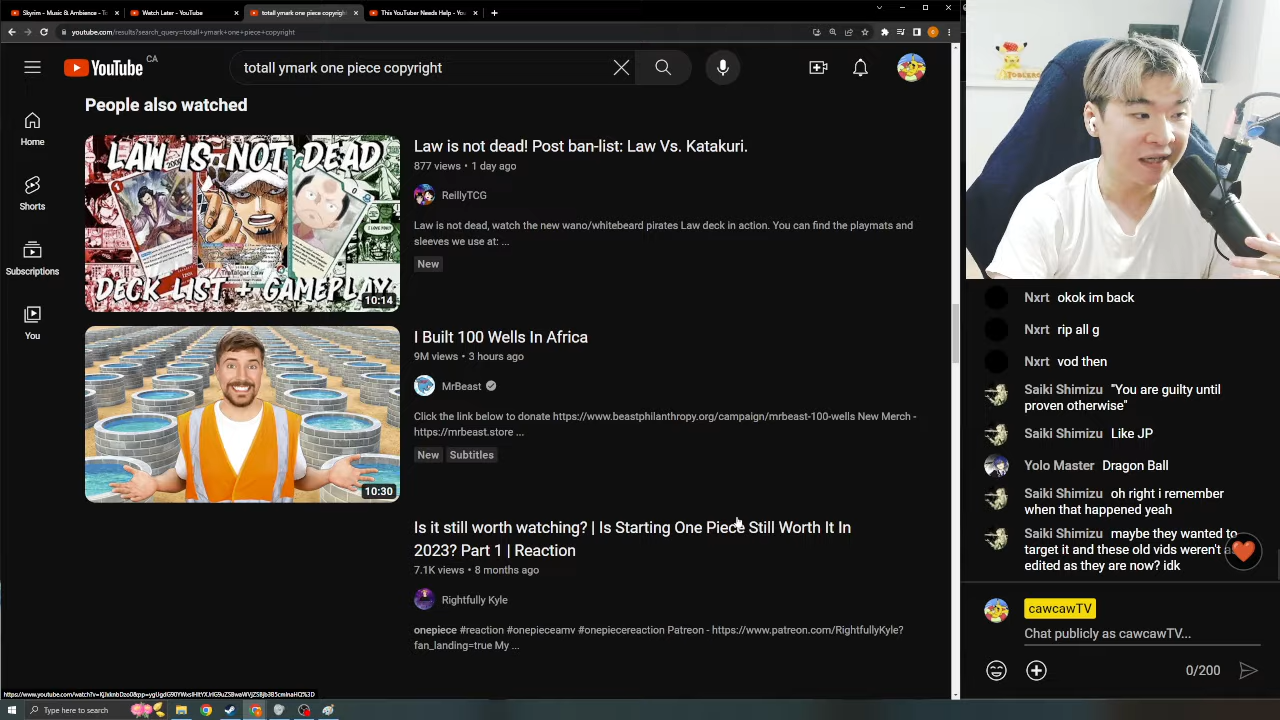 Skyrim - Music & Ambience - To
Watch Later - YouTube
totall ymark one piece copyrigh
This YouTuber Needs Help - Yo
youtube.com/results?search_query=totall+ymark+one+piece+copyright
YouTube CA
totall ymark one piece copyright
Home
Shorts
Subscriptions
You
People also watched
LAW IS NOT DEAD
DECK LIST + GAMEPLAY
10:14
Law is not dead! Post ban-list: Law Vs. Katakuri.
877 views • 1 day ago
ReillyTCG
Law is not dead, watch the new wano/whitebeard pirates Law deck in action. You can find the playmats and
sleeves we use at: ...
New
10:30
I Built 100 Wells In Africa
9M views • 3 hours ago
MrBeast
Click the link below to donate https://www.beastphilanthropy.org/campaign/mrbeast-100-wells New Merch -
https://mrbeast.store ...
New
Subtitles
Is it still worth watching? | Is Starting One Piece Still Worth It In
2023? Part 1 | Reaction
7.1K views • 8 months ago
Rightfully Kyle
onepiece #reaction #onepieceamv #onepiecereaction Patreon - https://www.patreon.com/RightfullyKyle?
fan_landing=true My ...
Type here to search
Nxrt okok im back
Nxrt rip all g
Nxrt vod then
Saiki Shimizu "You are guilty until
proven otherwise"
Saiki Shimizu Like JP
Yolo Master Dragon Ball
Saiki Shimizu oh right i remember
when that happened yeah
Saiki Shimizu maybe they wanted to
target it and these old vids weren't
edited as they are now? idk
cawcawTV
Chat publicly as cawcawTV...
0/200